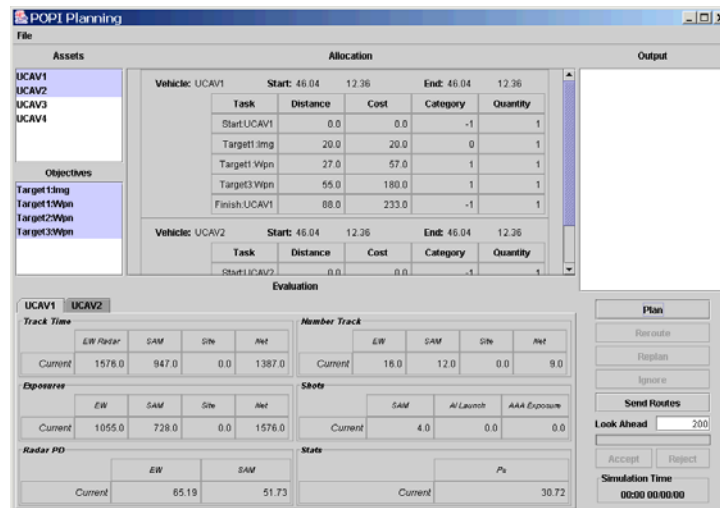 POPI Planning
File
Assets
Allocation
Output
UCAV1
UCAV2
UCAV3
UCAV4
Objectives
Target1:Img
Target1:Wpn
Target2:Wpn
Target3:Wpn
Vehicle: UCAV1 Start: 46.04 12.36 End: 46.04 12.36
Task Distance Cost Category Quantity
Start:UCAV1 0.0 0.0 -1 1
Target1:Img 20.0 20.0 0 1
Target1:Wpn 27.0 57.0 1 1
Target3:Wpn 55.0 180.0 1 1
Finish:UCAV1 88.0 233.0 -1 1
Vehicle: UCAV2 Start: 46.04 12.36 End: 46.04 12.36
Task Distance Cost Category Quantity
Start:UCAV2 0.0 0.0 -1 1
Evaluation
UCAV1 UCAV2
Track Time
EW Radar SAM Site Net
Current 1576.0 947.0 0.0 1387.0
Number Track
EW SAM Site Net
Current 16.0 12.0 0.0 9.0
Exposures
EW SAM Site Net
Current 1055.0 728.0 0.0 1576.0
Shots
SAM AI Launch AAA Exposure
Current 4.0 0.0 0.0
Radar PD
EW SAM
Current 65.19 51.73
Stats
Ps
Current 30.72
Plan
Reroute
Replan
Ignore
Send Routes
Look Ahead 200
Accept Reject
Simulation Time
00:00 00/00/00